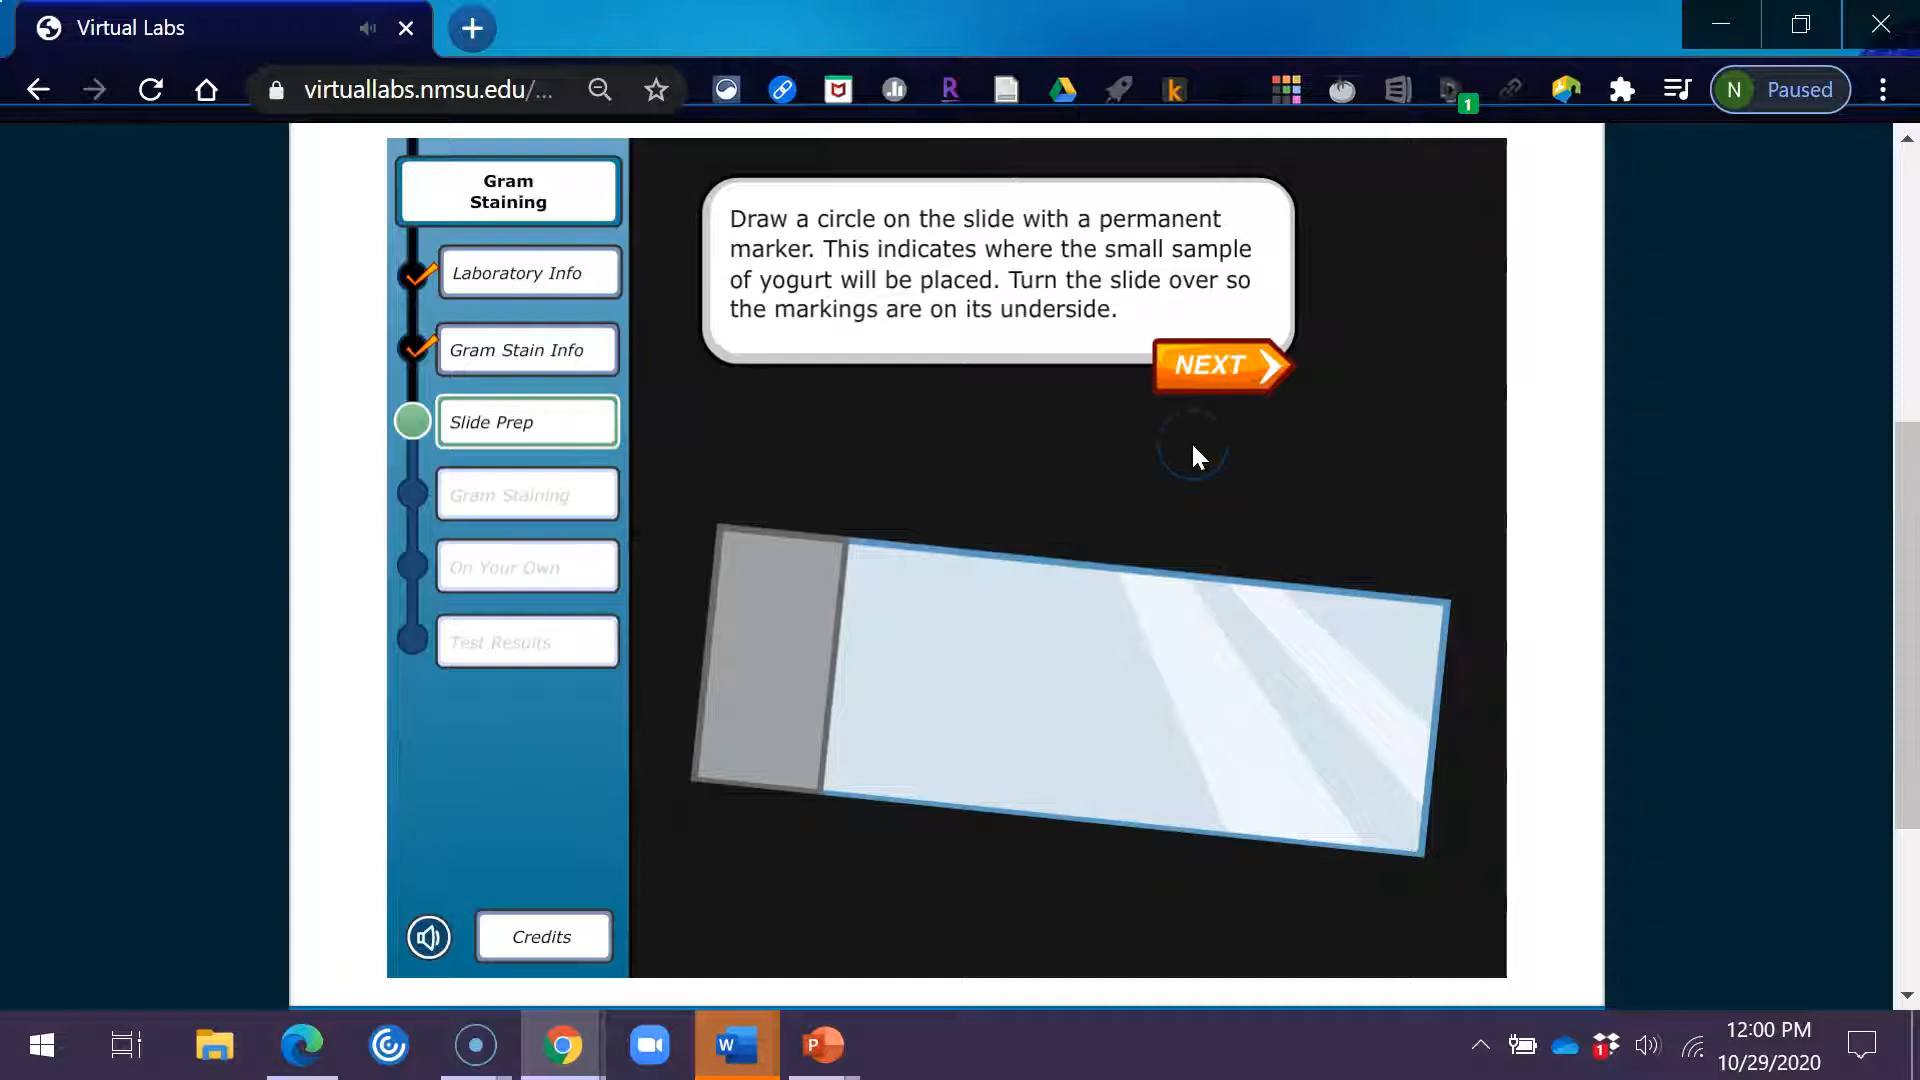 Virtual Labs
virtuallabs.nmsu.edu/...
R
k
1
N
Paused
Gram
Staining
Laboratory Info
Gram Stain Info
Slide Prep
Gram Staining
On Your Own
Test Results
Credits
Draw a circle on the slide with a permanent
marker. This indicates where the small sample
of yogurt will be placed. Turn the slide over so
the markings are on its underside.
NEXT
W
P
1
12:00 PM
10/29/2020